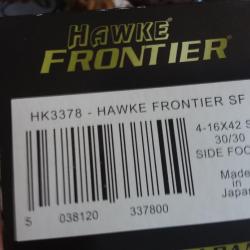 HAWKE
FRONTIER
HK3378 - HAWKE FRONTIER SF
4-16X42 S
30/30
SIDE FOC
Made in
Japan
5 038120 337800